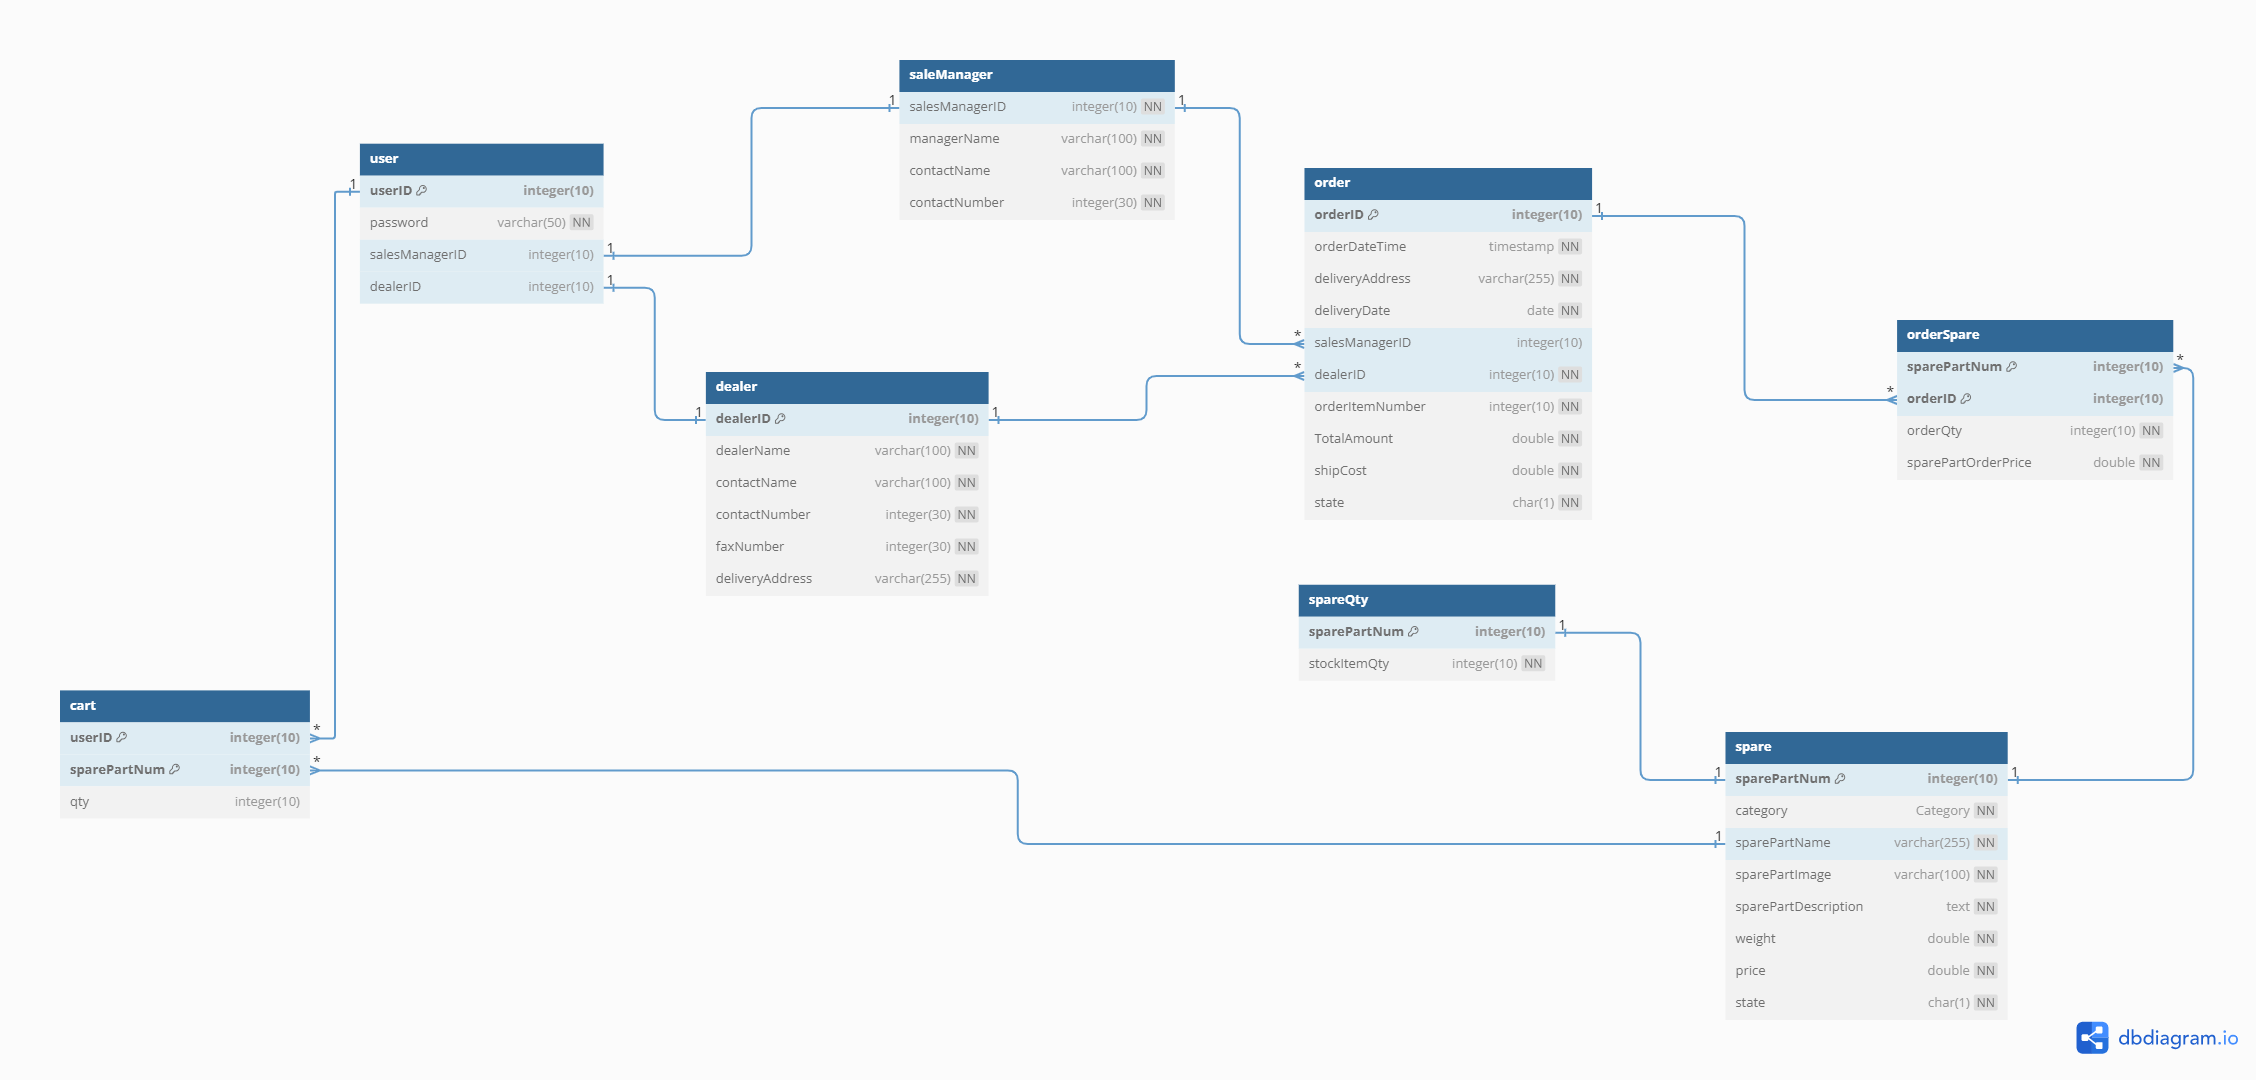 saleManager
salesManagerID integer(10) NN
managerName varchar(100) NN
contactName varchar(100) NN
contactNumber integer(30) NN
1
1
user
userID integer(10)
password varchar(50) NN
salesManagerID integer(10)
dealerID integer(10)
1
1
1
order
orderID integer(10)
orderDateTime timestamp NN
deliveryAddress varchar(255) NN
deliveryDate date NN
salesManagerID integer(10)
dealerID integer(10) NN
orderItemNumber integer(10) NN
TotalAmount double NN
shipCost double NN
state char(1) NN
1
*
*
orderSpare
sparePartNum integer(10)
orderID integer(10)
orderQty integer(10) NN
sparePartOrderPrice double NN
*
*
dealer
dealerID integer(10)
dealerName varchar(100) NN
contactName varchar(100) NN
contactNumber integer(30) NN
faxNumber integer(30) NN
deliveryAddress varchar(255) NN
1
1
spareQty
sparePartNum integer(10)
stockItemQty integer(10) NN
1
cart
userID integer(10)
sparePartNum integer(10)
qty integer(10)
*
*
spare
sparePartNum integer(10)
category Category NN
sparePartName varchar(255) NN
sparePartImage varchar(100) NN
sparePartDescription text NN
weight double NN
price double NN
state char(1) NN
1
1
1
dbdiagram.io